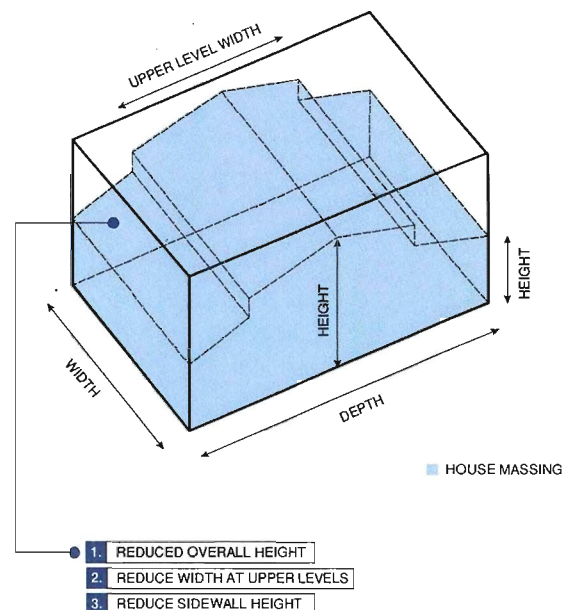 UPPER LEVEL WIDTH
HEIGHT
HEIGHT
WIDTH
DEPTH
HOUSE MASSING
1. REDUCED OVERALL HEIGHT
2. REDUCE WIDTH AT UPPER LEVELS
3. REDUCE SIDEWALL HEIGHT